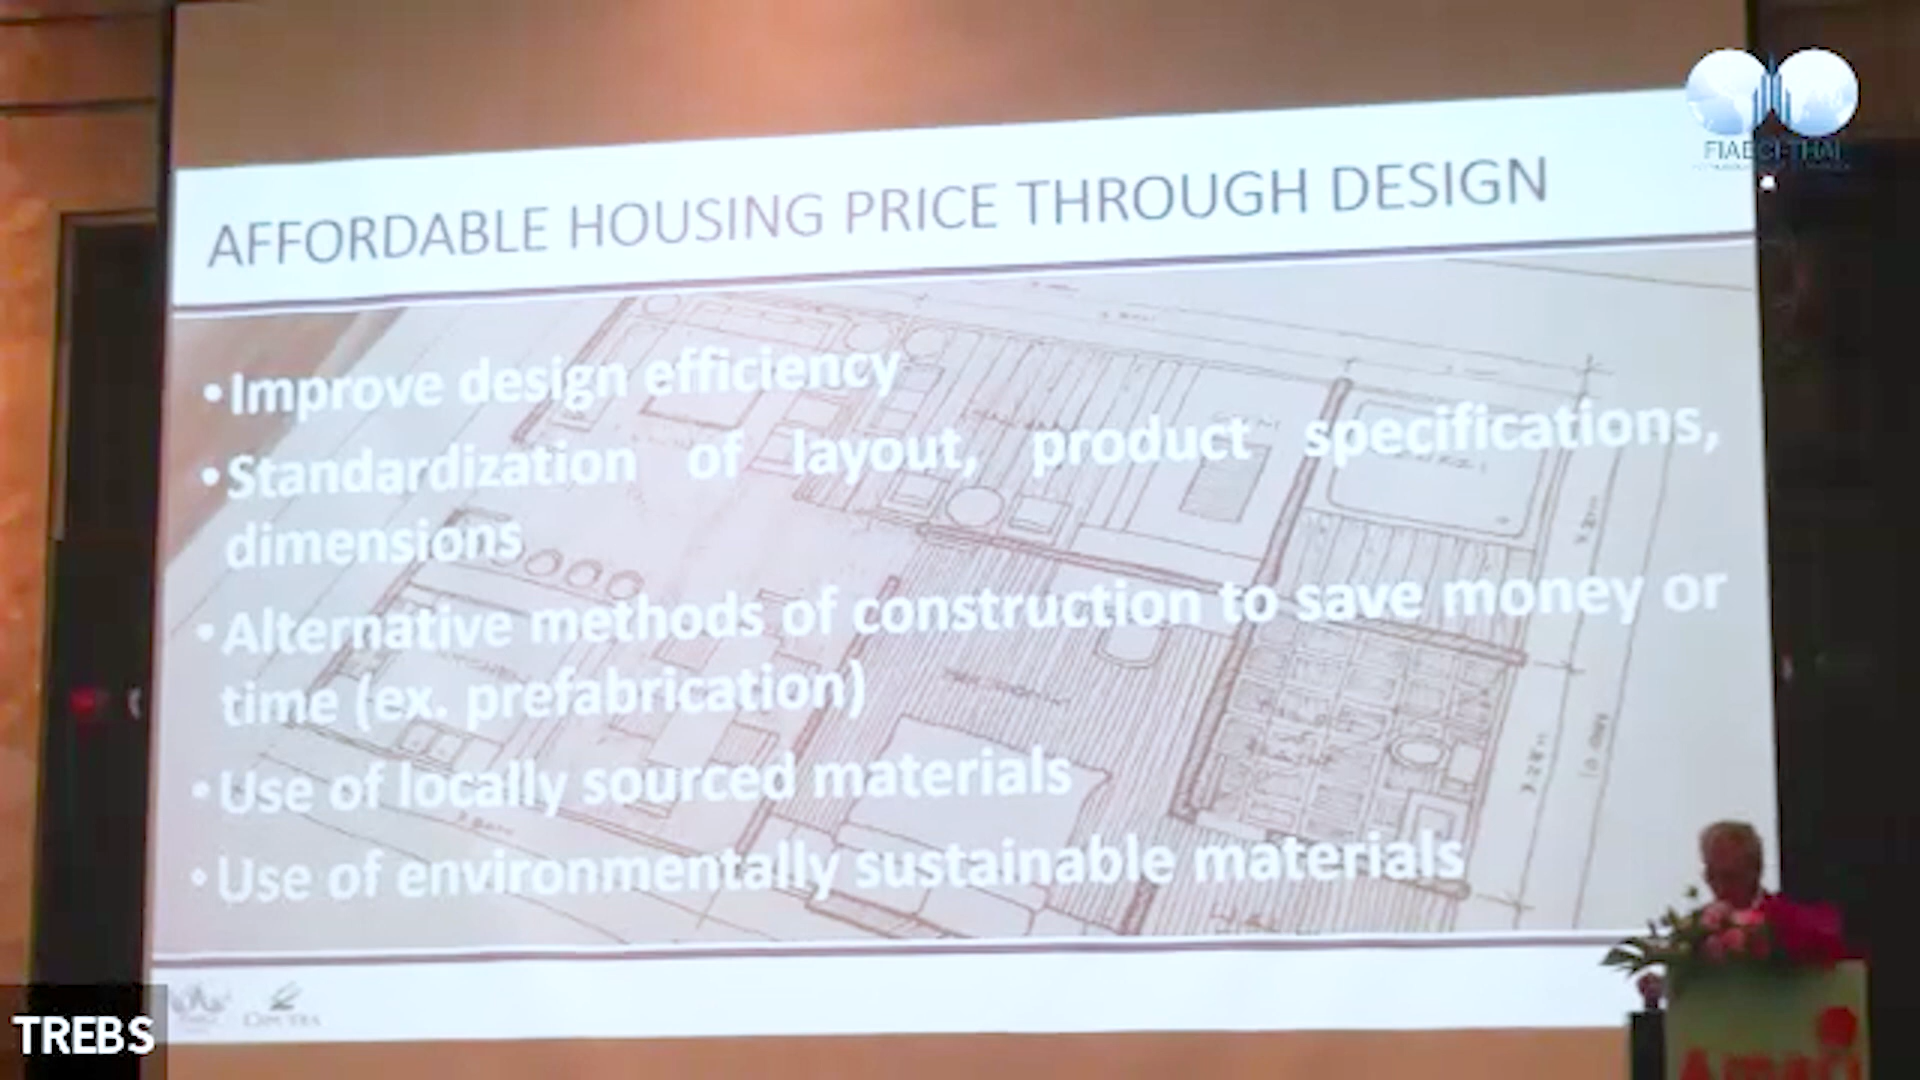 FIABCI-THAI
AFFORDABLE HOUSING PRICE THROUGH DESIGN
•Improve design efficiency
•Standardization of layout, product specifications,
dimensions
•Alternative methods of construction to save money or
time (ex. prefabrication)
•Use of locally sourced materials
•Use of environmentally sustainable materials
TREBS